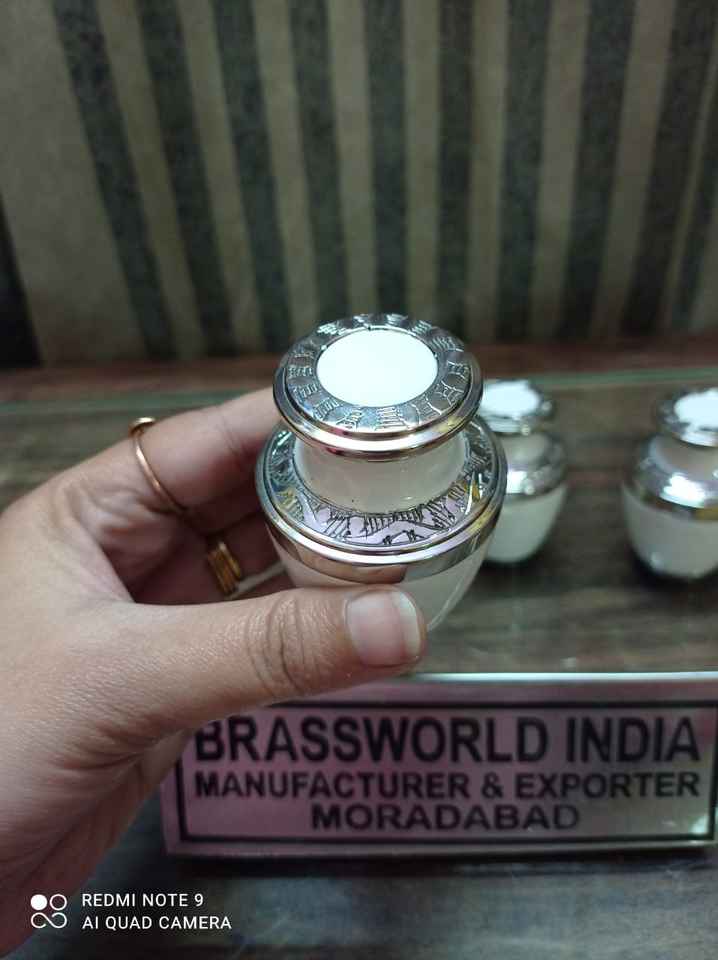 BRASSWORLD INDIA
MANUFACTURER & EXPORTER
MORADABAD
REDMI NOTE 9
AI QUAD CAMERA